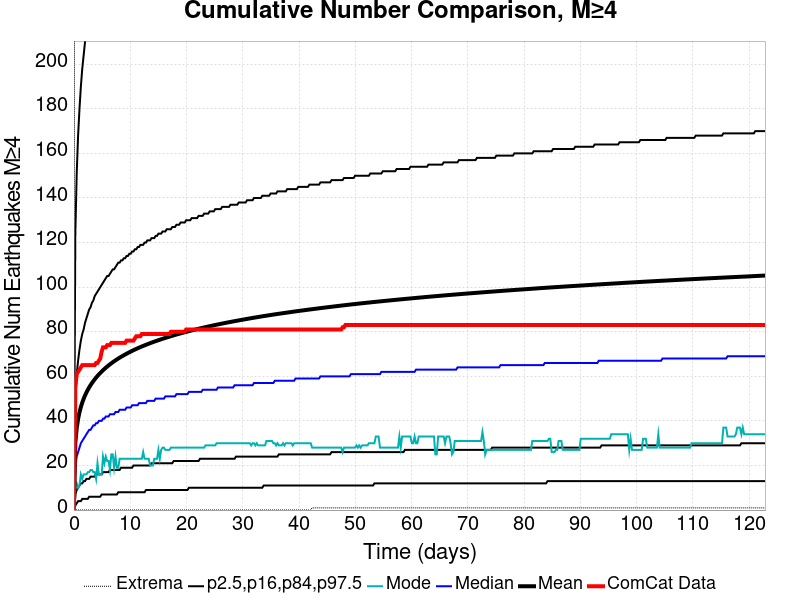 Cumulative Number Comparison, M≥4
Cumulative Num Earthquakes M≥4
200
180
160
140
120
100
80
60
40
20
0
0 10 20 30 40 50 60 70 80 90 100 110 120
Time (days)
Extrema p2.5,p16,p84,p97.5 Mode Median Mean ComCat Data